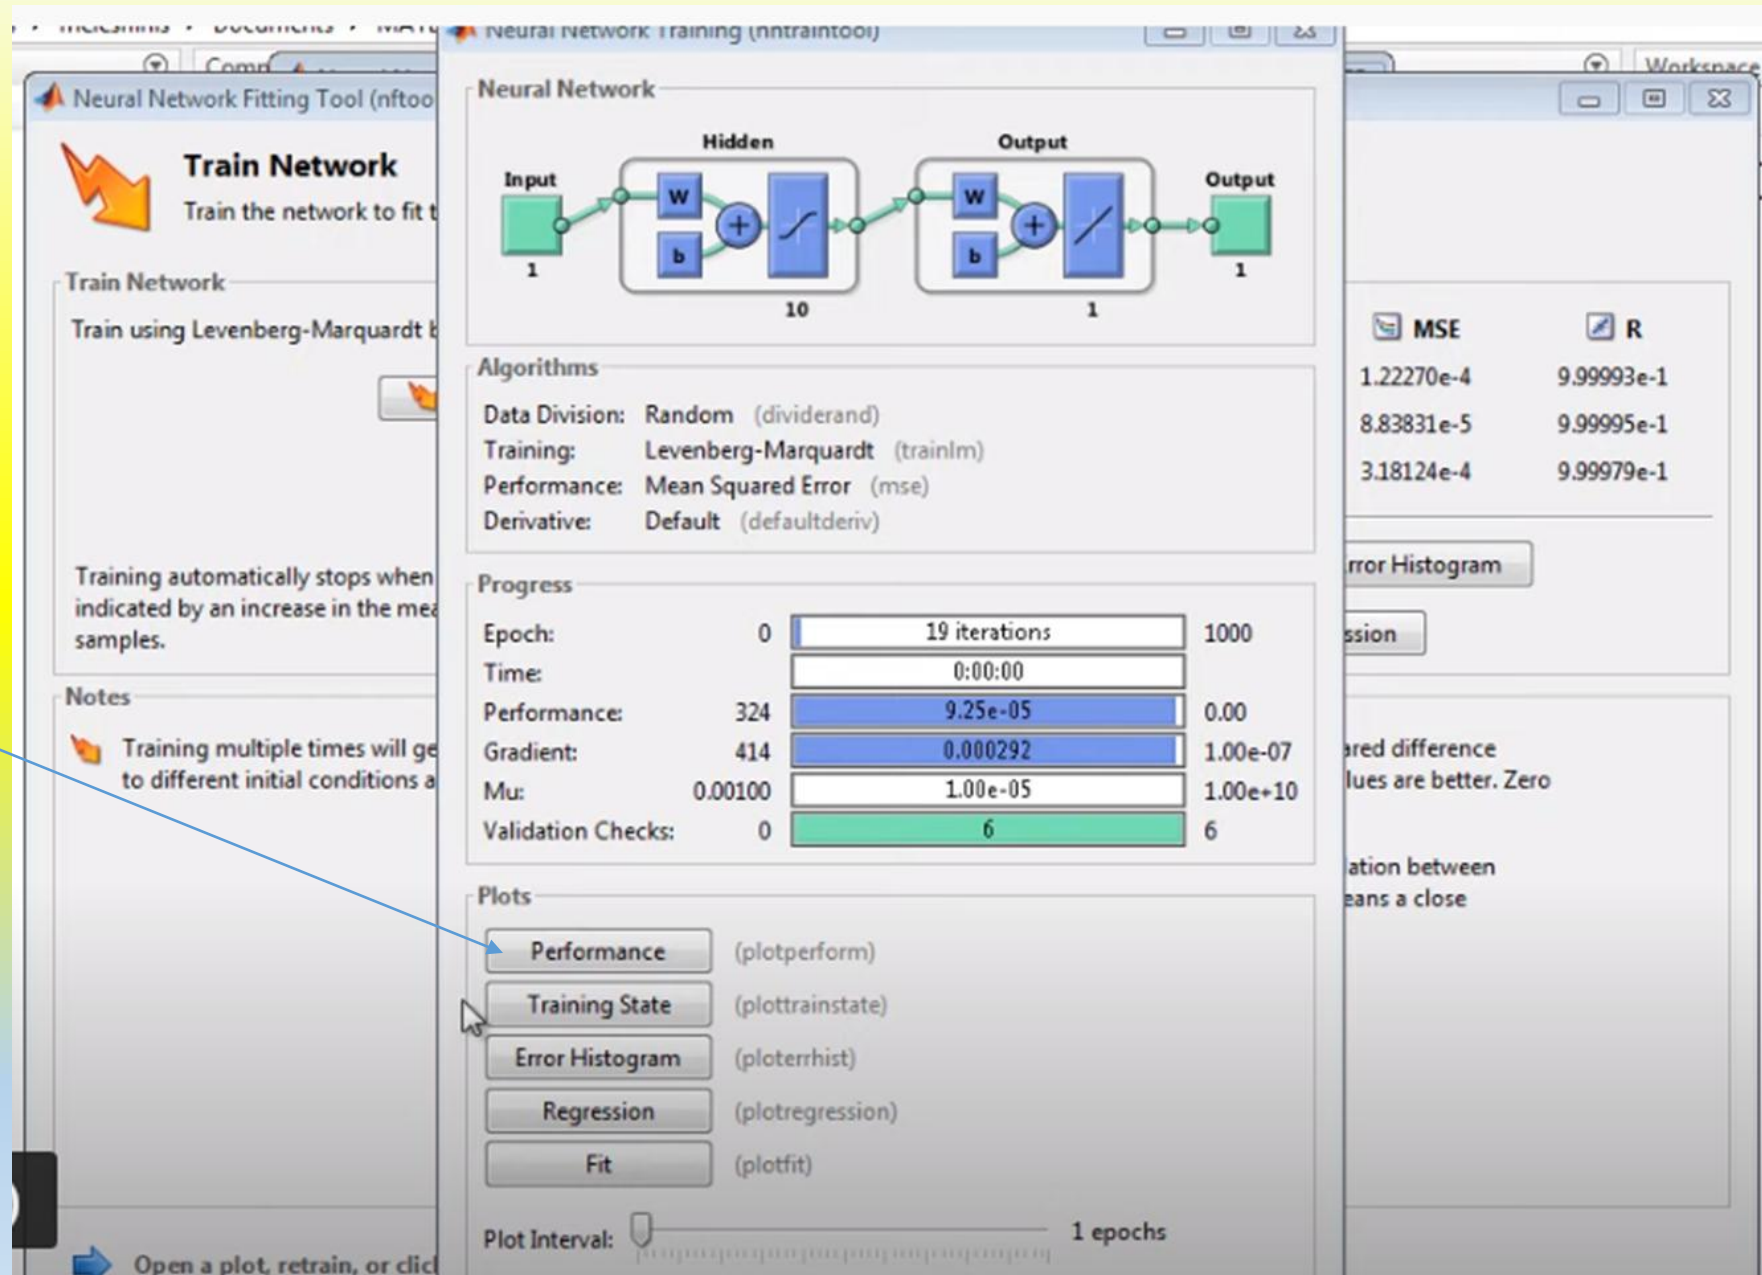 Neural Network Training (nntraintool)
Workspace
Neural Network Fitting Tool (nftoo
Train Network
Train the network to fit t
Train Network
Train using Levenberg-Marquardt b
Training automatically stops when
indicated by an increase in the mea
samples.
Notes
Training multiple times will ge
to different initial conditions a
Open a plot, retrain, or clicl
Neural Network
Hidden
Output
Input
Output
W
b
+
W
b
+
1
10
1
1
Algorithms
Data Division: Random (dividerand)
Training: Levenberg-Marquardt (trainlm)
Performance: Mean Squared Error (mse)
Derivative: Default (defaultderiv)
Progress
Epoch: 0 19 iterations 1000
Time: 0:00:00
Performance: 324 9.25e-05 0.00
Gradient: 414 0.000292 1.00e-07
Mu: 0.00100 1.00e-05 1.00e+10
Validation Checks: 0 6 6
Plots
Performance (plotperform)
Training State (plottrainstate)
Error Histogram (ploterrhist)
Regression (plotregression)
Fit (plotfit)
Plot Interval: 1 epochs
MSE R
1.22270e-4 9.99993e-1
8.83831e-5 9.99995e-1
3.18124e-4 9.99979e-1
rror Histogram
ssion
ared difference
lues are better. Zero
ation between
eans a close